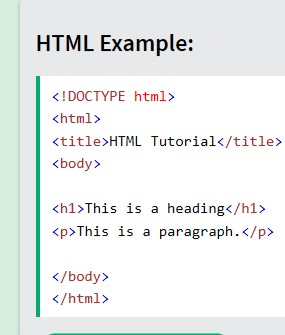 HTML Example:
<!DOCTYPE html>
<html>
<title>HTML Tutorial</title>
<body>
<h1>This is a heading</h1>
<p>This is a paragraph.</p>
</body>
</html>